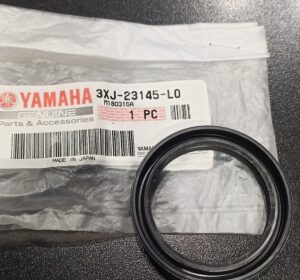 YAMAHA
GENUINE
Parts & Accessories
3XJ-23145-L0
M180316A
1 PC
MADE IN JAPAN